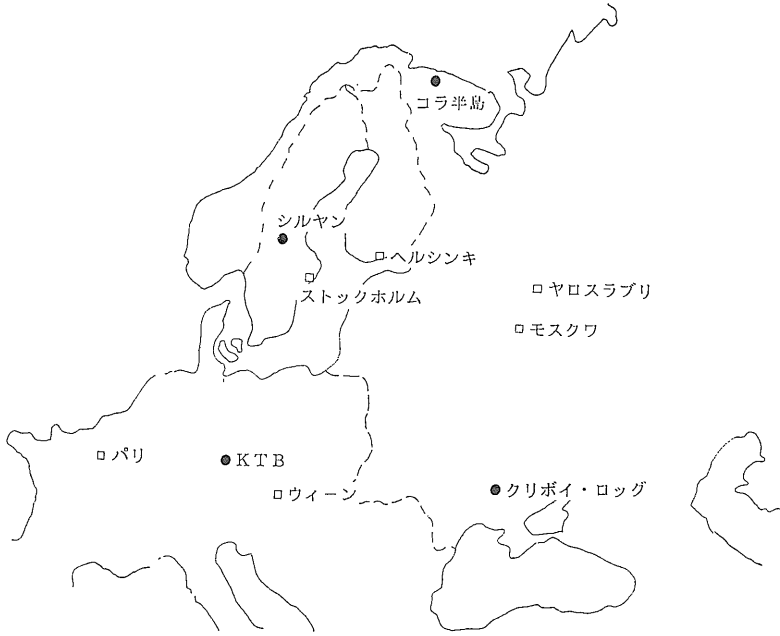 コラ半島
シルヤン
ヘルシンキ
ストックホルム
ヤロスラブリ
モスクワ
パリ
KTB
ウィーン
クリボイ・ロッグ